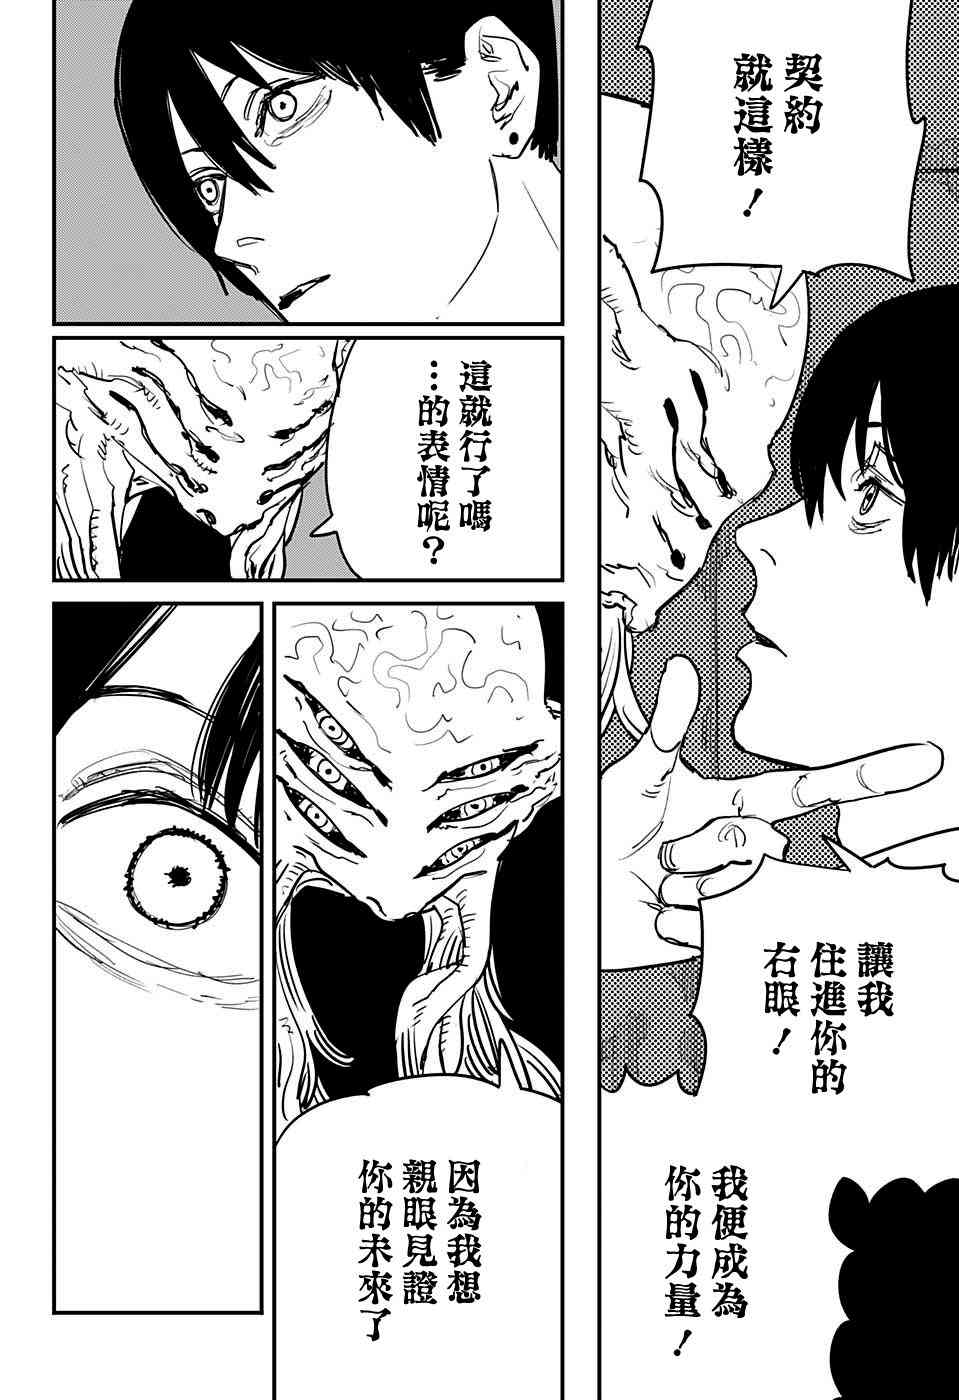 契約
就這樣！
讓我
住進你的
右眼！
我便成為
你的力量！
這就行了嗎
…的表情呢？
因為我想
親眼見證
你的未來了